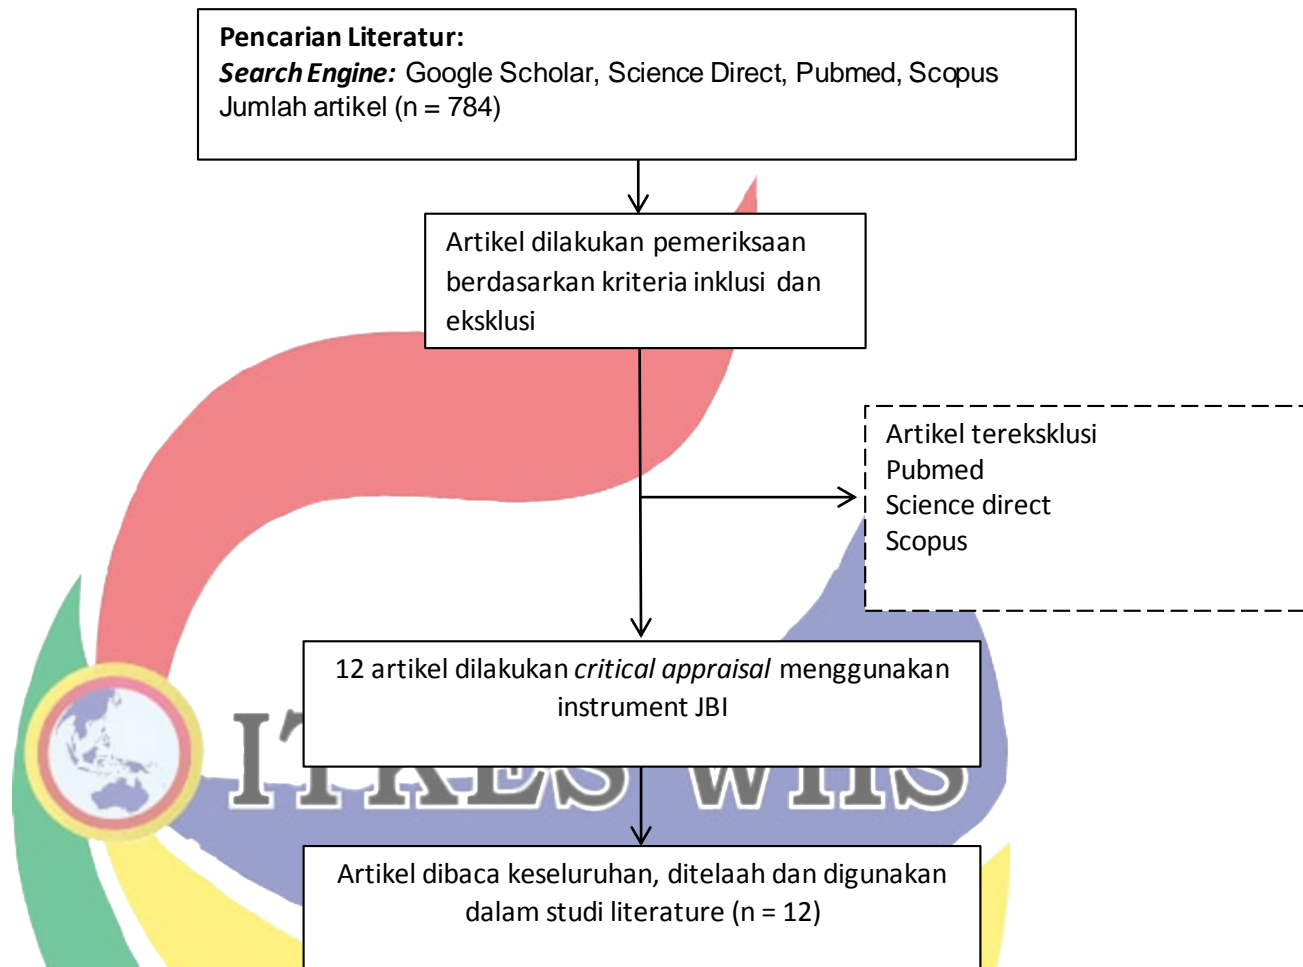 Pencarian Literatur:
Search Engine: Google Scholar, Science Direct, Pubmed, Scopus
Jumlah artikel (n = 784)
Artikel dilakukan pemeriksaan
berdasarkan kriteria inklusi dan
eksklusi
Artikel tereksklusi
Pubmed
Science direct
Scopus
12 artikel dilakukan critical appraisal menggunakan
instrument JBI
ITKES WHS
Artikel dibaca keseluruhan, ditelaah dan digunakan
dalam studi literature (n = 12)